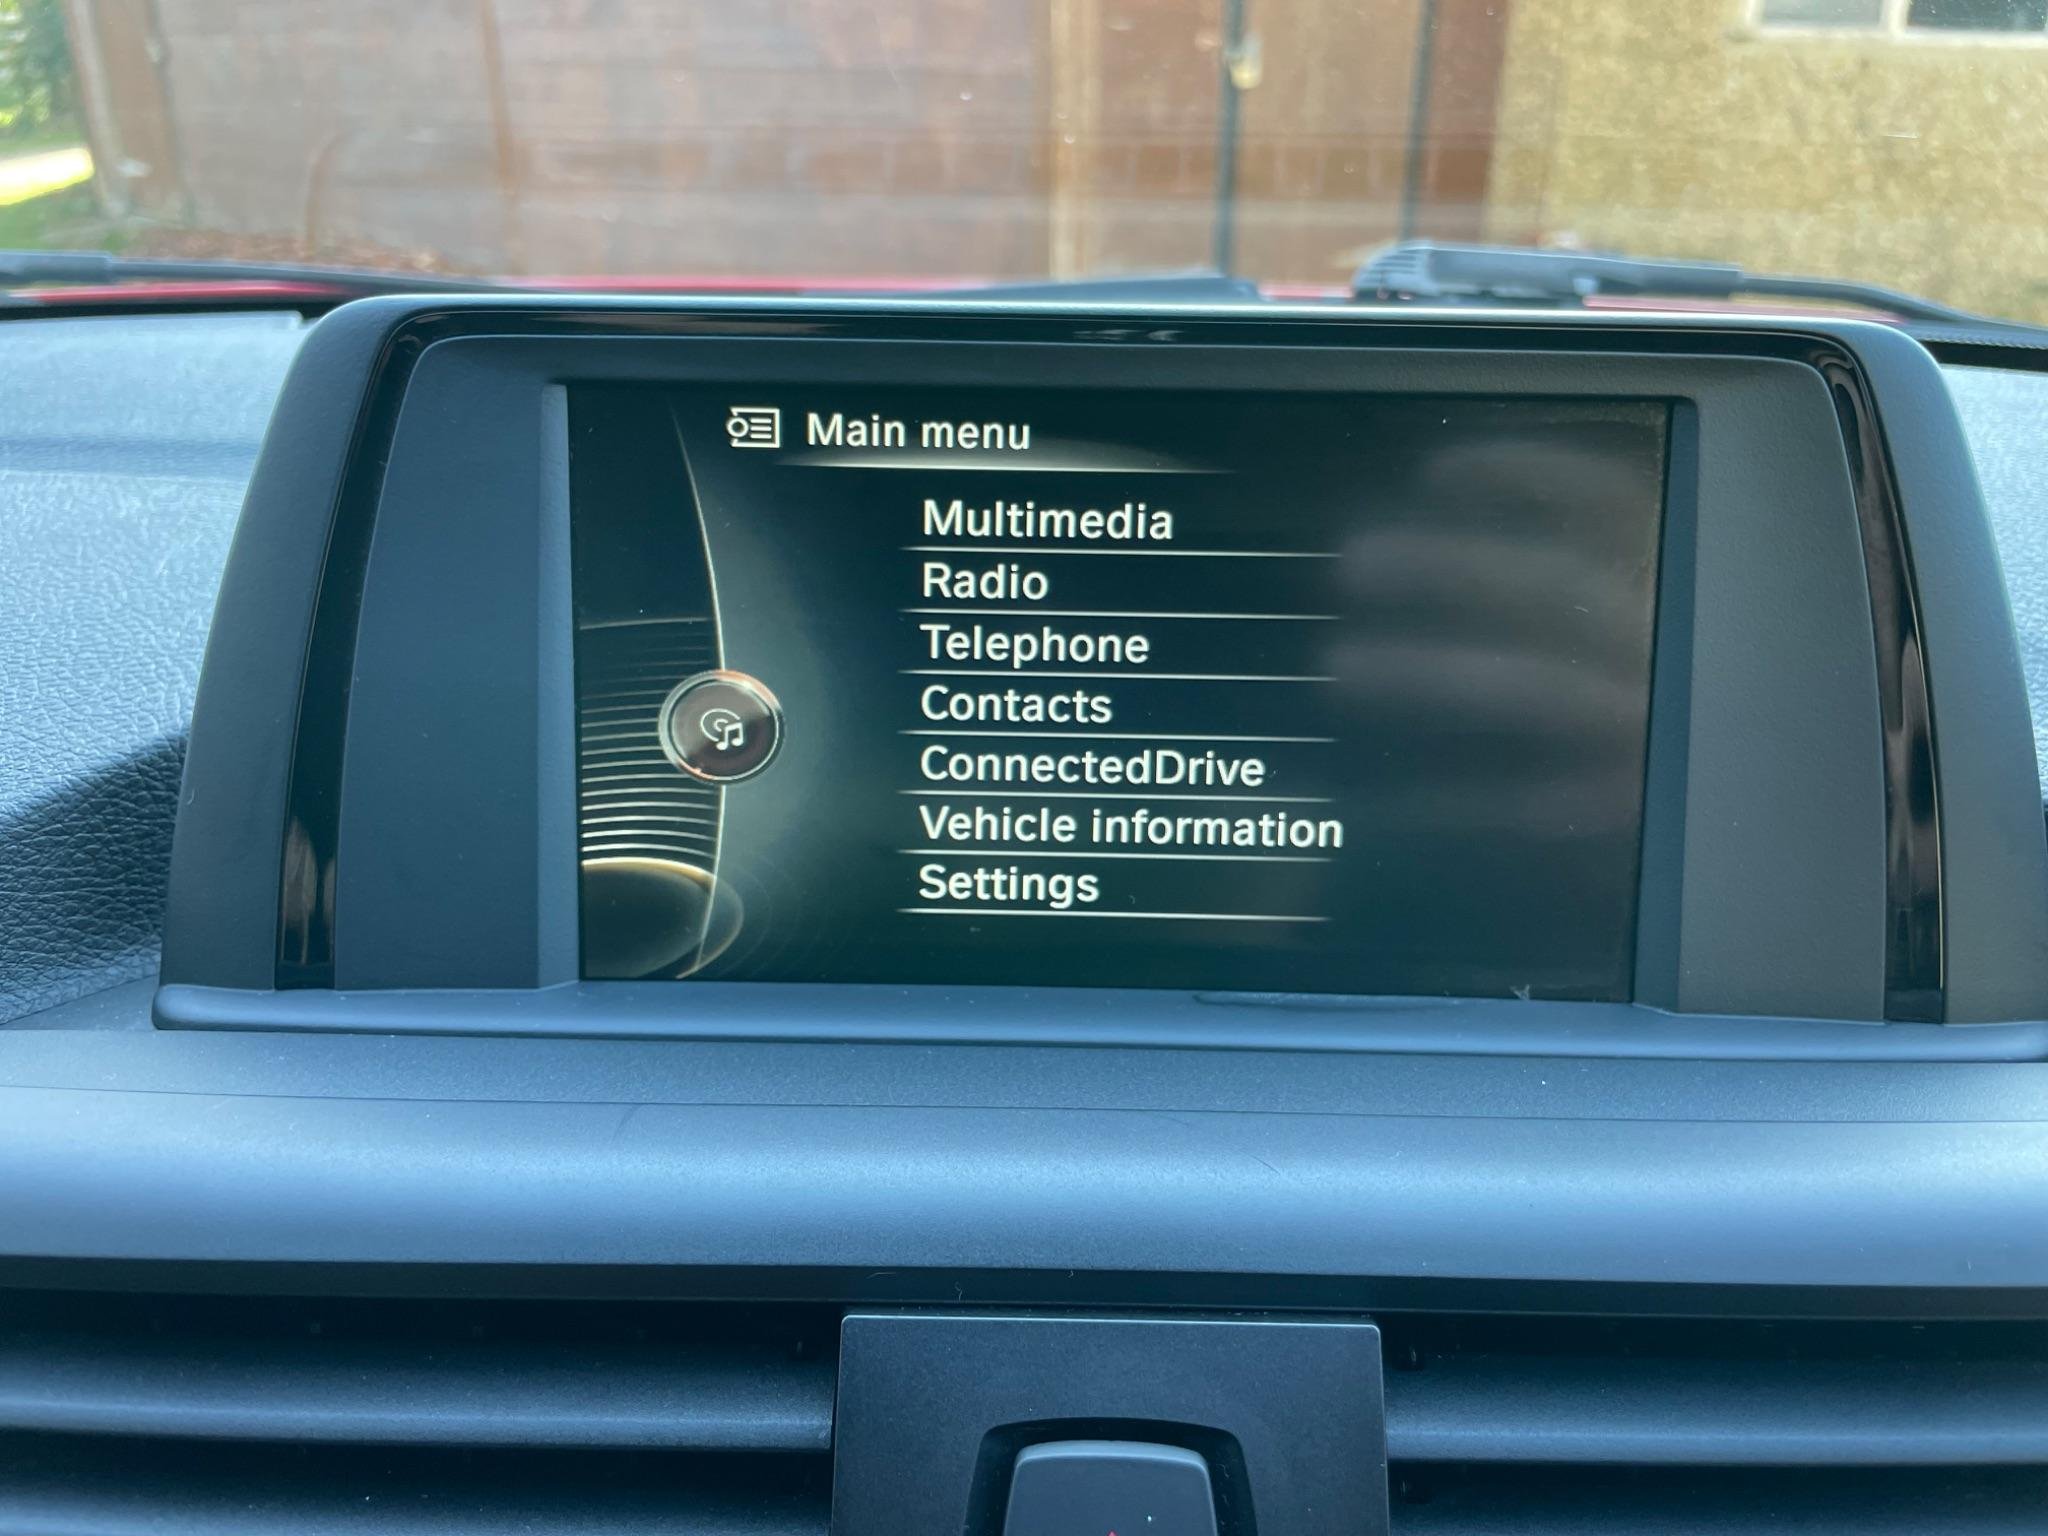 Main menu
Multimedia
Radio
Telephone
Contacts
ConnectedDrive
Vehicle information
Settings